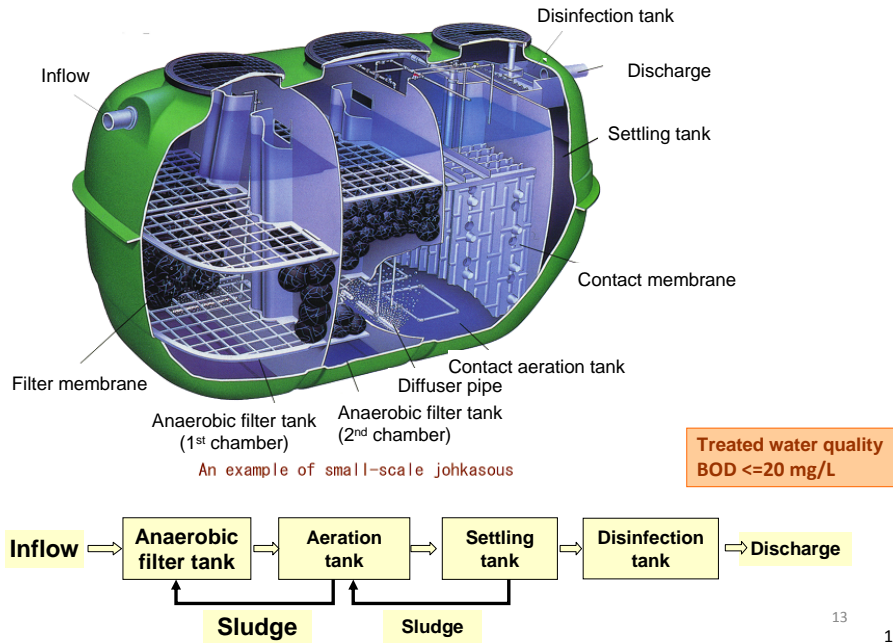 Disinfection tank
Inflow
Discharge
Settling tank
Contact membrane
Contact aeration tank
Filter membrane
Diffuser pipe
Anaerobic filter tank
(1st chamber)
Anaerobic filter tank
(2nd chamber)
An example of small-scale johkasous
Treated water quality
BOD <=20 mg/L
Inflow
Anaerobic
filter tank
Aeration
tank
Settling
tank
Disinfection
tank
Discharge
Sludge
Sludge
13
1